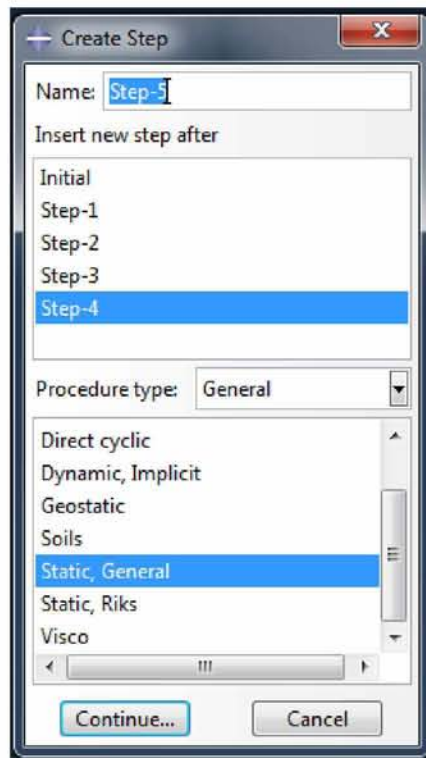 Create Step
Name: Step-5
Insert new step after
Initial
Step-1
Step-2
Step-3
Step-4
Procedure type: General
Direct cyclic
Dynamic, Implicit
Geostatic
Soils
Static, General
Static, Riks
Visco
Continue... Cancel